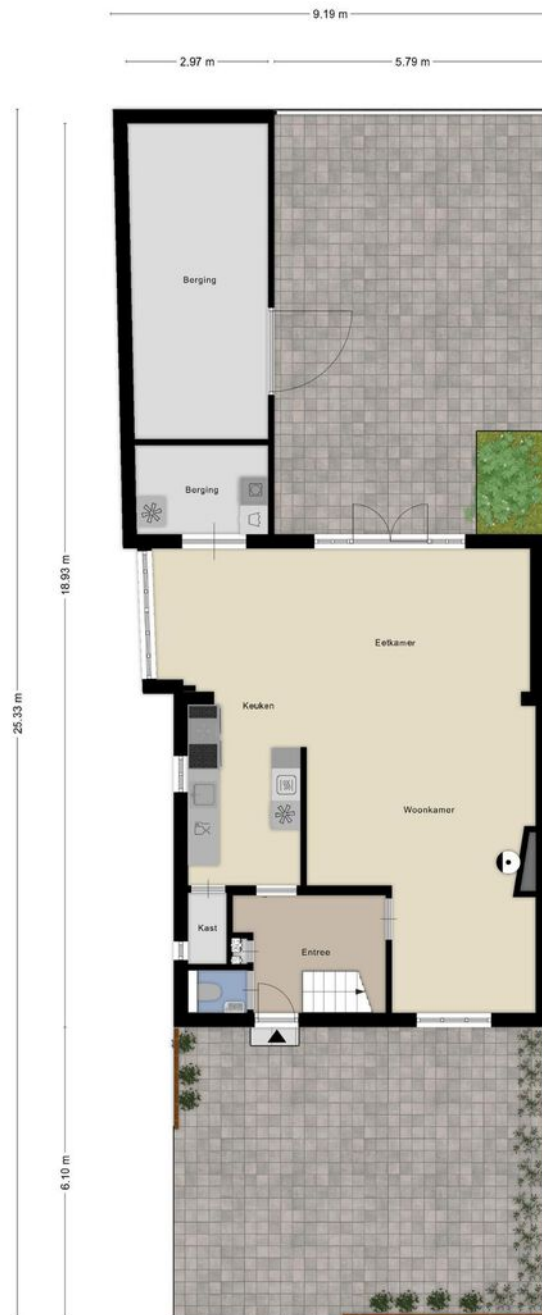 9.19 m
2.97 m
5.79 m
Berging
Berging
18.93 m
Eetkamer
25.33 m
Keuken
Woonkamer
Kast
Entree
6.10 m